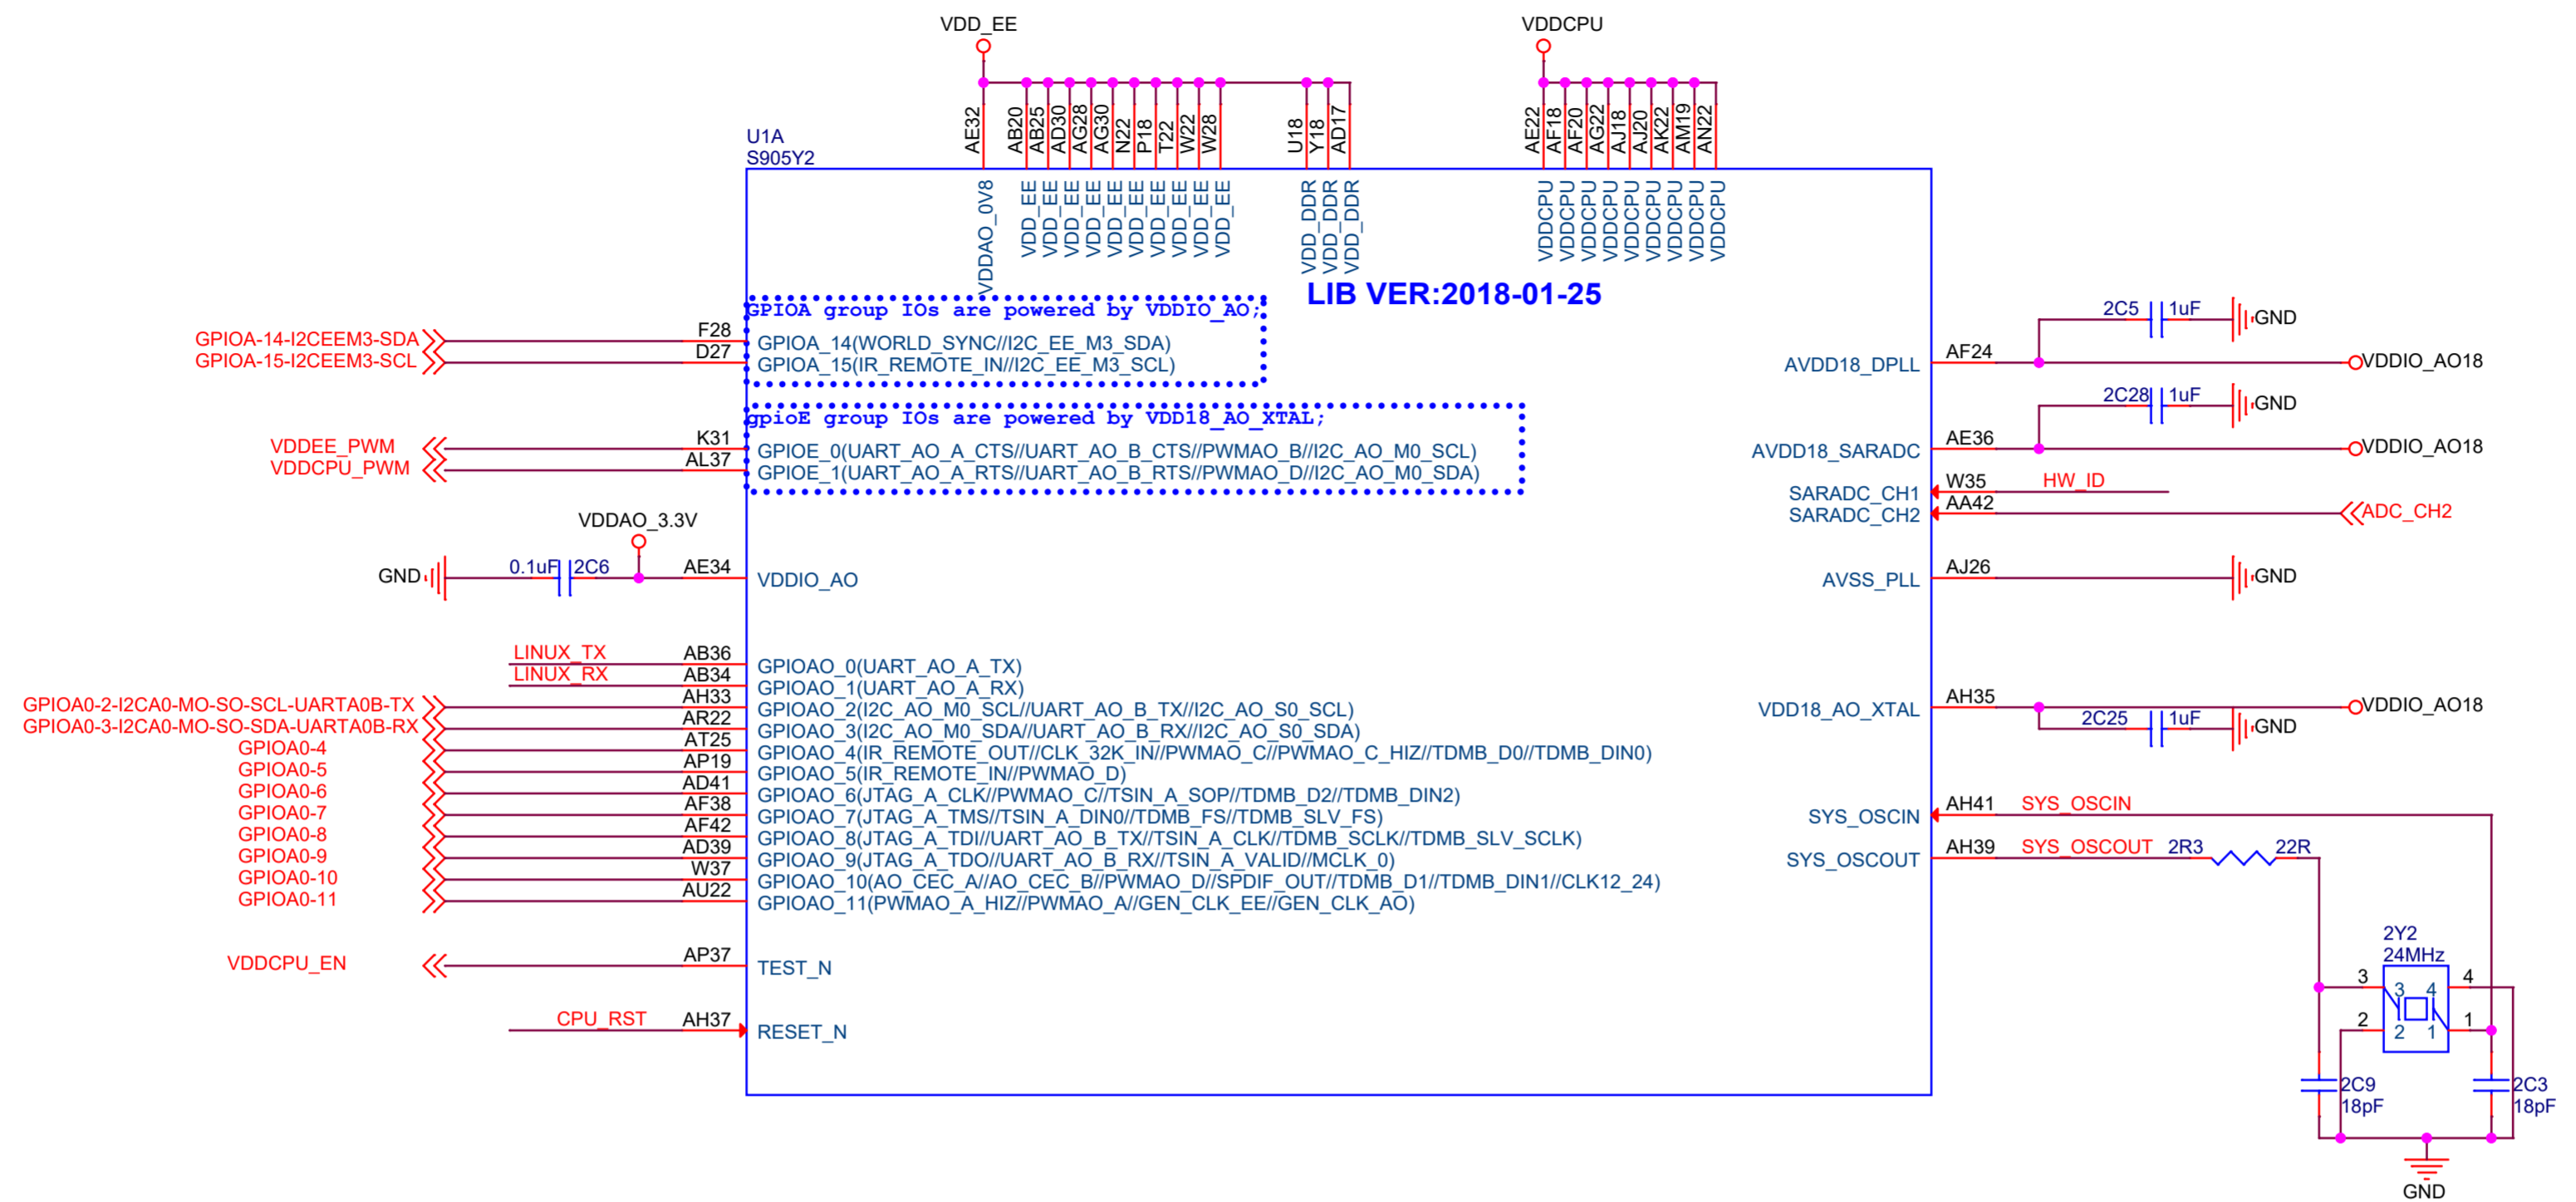 VDD_EE
VDDCPU
U1A
S905Y2
AE32
AB20
AB25
AD30
AG28
AG30
N22
P18
T22
W22
W28
U18
Y18
AD17
AE22
AF18
AF20
AG22
AJ18
AJ20
AK22
AM19
AN22
VDDAO_0V8
VDD_EE
VDD_EE
VDD_EE
VDD_EE
VDD_EE
VDD_EE
VDD_EE
VDD_EE
VDD_EE
VDD_EE
VDD_DDR
VDD_DDR
VDD_DDR
VDDCPU
VDDCPU
VDDCPU
VDDCPU
VDDCPU
VDDCPU
VDDCPU
VDDCPU
VDDCPU
LIB VER:2018-01-25
GPIOA group IOs are powered by VDDIO_AO;
GPIOA-14-I2CEEM3-SDA F28 GPIOA_14(WORLD_SYNC//I2C_EE_M3_SDA)
GPIOA-15-I2CEEM3-SCL D27 GPIOA_15(IR_REMOTE_IN//I2C_EE_M3_SCL)
gpioE group IOs are powered by VDD18_AO_XTAL;
VDDEE_PWM K31 GPIOE_0(UART_AO_A_CTS//UART_AO_B_CTS//PWMAO_B//I2C_AO_M0_SCL)
VDDCPU_PWM AL37 GPIOE_1(UART_AO_A_RTS//UART_AO_B_RTS//PWMAO_D//I2C_AO_M0_SDA)
VDDAO_3.3V
GND 0.1uF 2C6 AE34 VDDIO_AO
LINUX_TX AB36 GPIOAO_0(UART_AO_A_TX)
LINUX_RX AB34 GPIOAO_1(UART_AO_A_RX)
GPIOA0-2-I2CA0-MO-SO-SCL-UARTA0B-TX AH33 GPIOAO_2(I2C_AO_M0_SCL//UART_AO_B_TX//I2C_AO_S0_SCL)
GPIOA0-3-I2CA0-MO-SO-SDA-UARTA0B-RX AR22 GPIOAO_3(I2C_AO_M0_SDA//UART_AO_B_RX//I2C_AO_S0_SDA)
GPIOA0-4 AT25 GPIOAO_4(IR_REMOTE_OUT//CLK_32K_IN//PWMAO_C//PWMAO_C_HIZ//TDMB_D0//TDMB_DIN0)
GPIOA0-5 AP19 GPIOAO_5(IR_REMOTE_IN//PWMAO_D)
GPIOA0-6 AD41 GPIOAO_6(JTAG_A_CLK//PWMAO_C//TSIN_A_SOP//TDMB_D2//TDMB_DIN2)
GPIOA0-7 AF38 GPIOAO_7(JTAG_A_TMS//TSIN_A_DIN0//TDMB_FS//TDMB_SLV_FS)
GPIOA0-8 AF42 GPIOAO_8(JTAG_A_TDI//UART_AO_B_TX//TSIN_A_CLK//TDMB_SCLK//TDMB_SLV_SCLK)
GPIOA0-9 AD39 GPIOAO_9(JTAG_A_TDO//UART_AO_B_RX//TSIN_A_VALID//MCLK_0)
GPIOA0-10 W37 GPIOAO_10(AO_CEC_A//AO_CEC_B//PWMAO_D//SPDIF_OUT//TDMB_D1//TDMB_DIN1//CLK12_24)
GPIOA0-11 AU22 GPIOAO_11(PWMAO_A_HIZ//PWMAO_A//GEN_CLK_EE//GEN_CLK_AO)
VDDCPU_EN AP37 TEST_N
CPU_RST AH37 RESET_N
2C5 1uF GND
AVDD18_DPLL AF24 VDDIO_AO18
2C28 1uF GND
AVDD18_SARADC AE36 VDDIO_AO18
SARADC_CH1 W35 HW_ID
SARADC_CH2 AA42 ADC_CH2
AVSS_PLL AJ26 GND
VDD18_AO_XTAL AH35 VDDIO_AO18
2C25 1uF GND
SYS_OSCIN AH41 SYS_OSCIN
SYS_OSCOUT AH39 SYS_OSCOUT 2R3 22R
2Y2
24MHz
3 3 4 4
2 2 1 1
2C9 2C3
18pF 18pF
GND